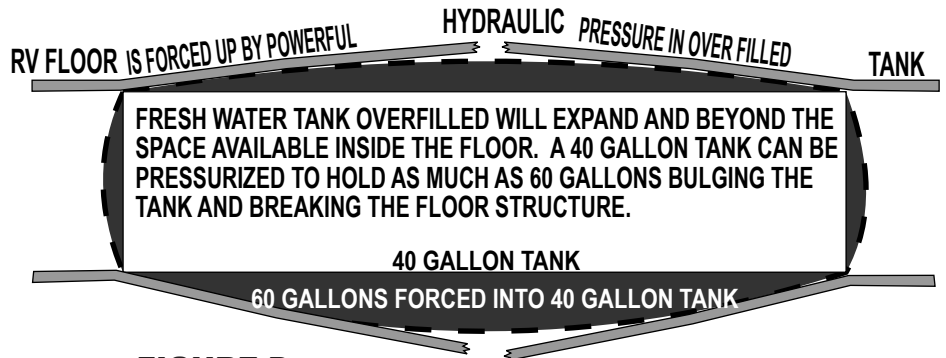 HYDRAULIC
RV FLOOR IS FORCED UP BY POWERFUL PRESSURE IN OVER FILLED TANK
FRESH WATER TANK OVERFILLED WILL EXPAND AND BEYOND THE
SPACE AVAILABLE INSIDE THE FLOOR. A 40 GALLON TANK CAN BE
PRESSURIZED TO HOLD AS MUCH AS 60 GALLONS BULGING THE
TANK AND BREAKING THE FLOOR STRUCTURE.
40 GALLON TANK
60 GALLONS FORCED INTO 40 GALLON TANK